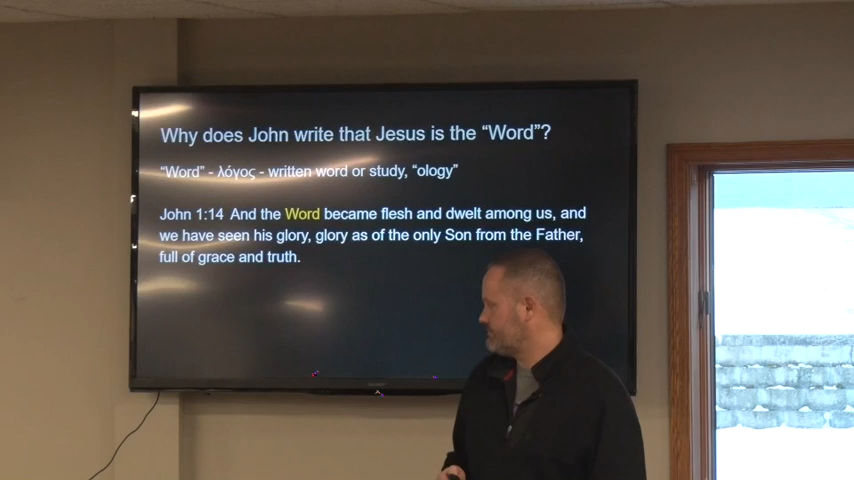 Why does John write that Jesus is the “Word”?
“Word” - λόγος - written word or study, “ology”
John 1:14 And the Word became flesh and dwelt among us, and
we have seen his glory, glory as of the only Son from the Father,
full of grace and truth.